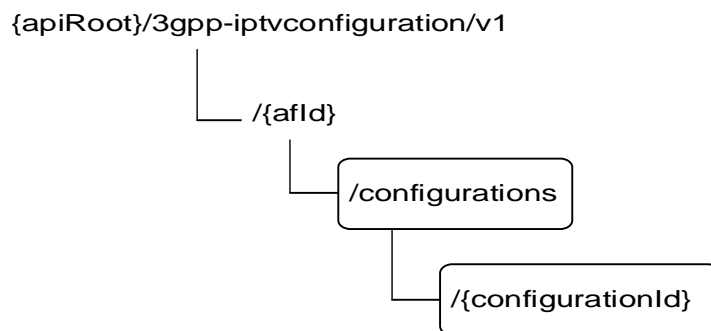 {apiRoot}/3gpp-iptvconfiguration/v1
/{afId}
/configurations
/{configurationId}